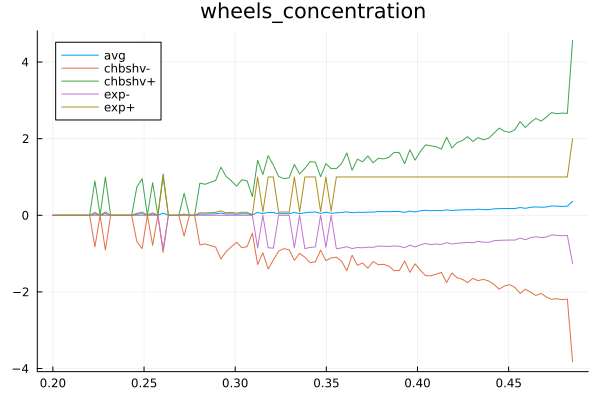 wheels_concentration
avg
chbshv-
chbshv+
exp-
exp+
4
2
0
−2
−4
0.20
0.25
0.30
0.35
0.40
0.45